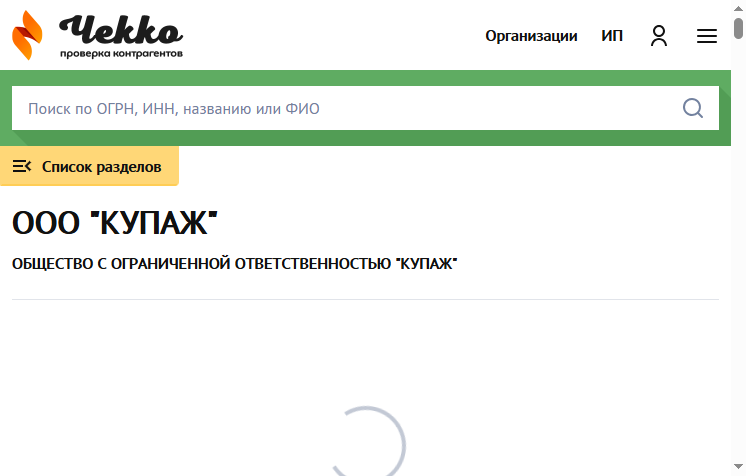 Чекко
проверка контрагентов
Организации
ИП
Поиск по ОГРН, ИНН, названию или ФИО
Список разделов
ООО "КУПАЖ"
ОБЩЕСТВО С ОГРАНИЧЕННОЙ ОТВЕТСТВЕННОСТЬЮ "КУПАЖ"